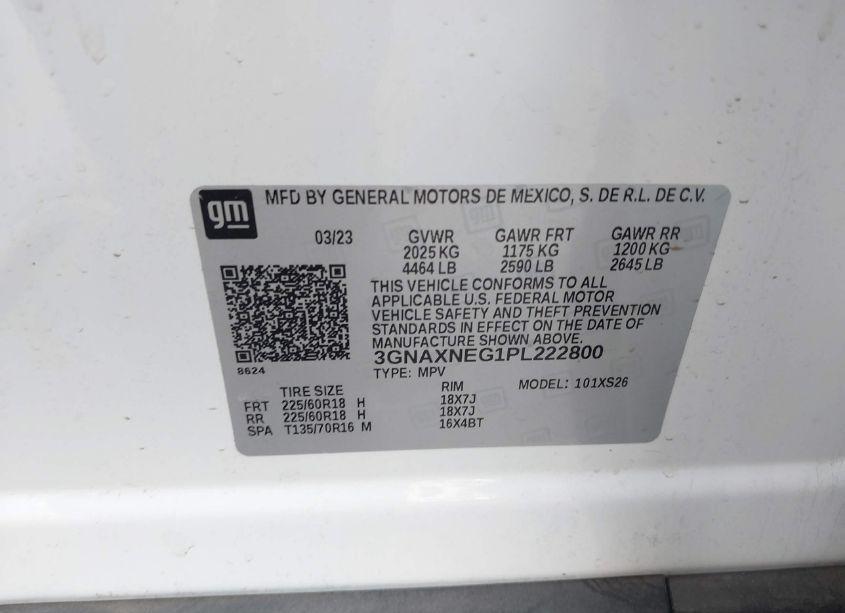 gm
MFD BY GENERAL MOTORS DE MEXICO, S. DE R.L. DE C.V.
03/23 GVWR GAWR FRT GAWR RR
2025 KG 1175 KG 1200 KG
4464 LB 2590 LB 2645 LB
THIS VEHICLE CONFORMS TO ALL
APPLICABLE U.S. FEDERAL MOTOR
VEHICLE SAFETY AND THEFT PREVENTION
STANDARDS IN EFFECT ON THE DATE OF
MANUFACTURE SHOWN ABOVE.
3GNAXNEG1PL222800
8624
TYPE: MPV MODEL: 101XS26
TIRE SIZE RIM
FRT 225/60R18 H 18X7J
RR 225/60R18 H 18X7J
SPA T135/70R16 M 16X4BT